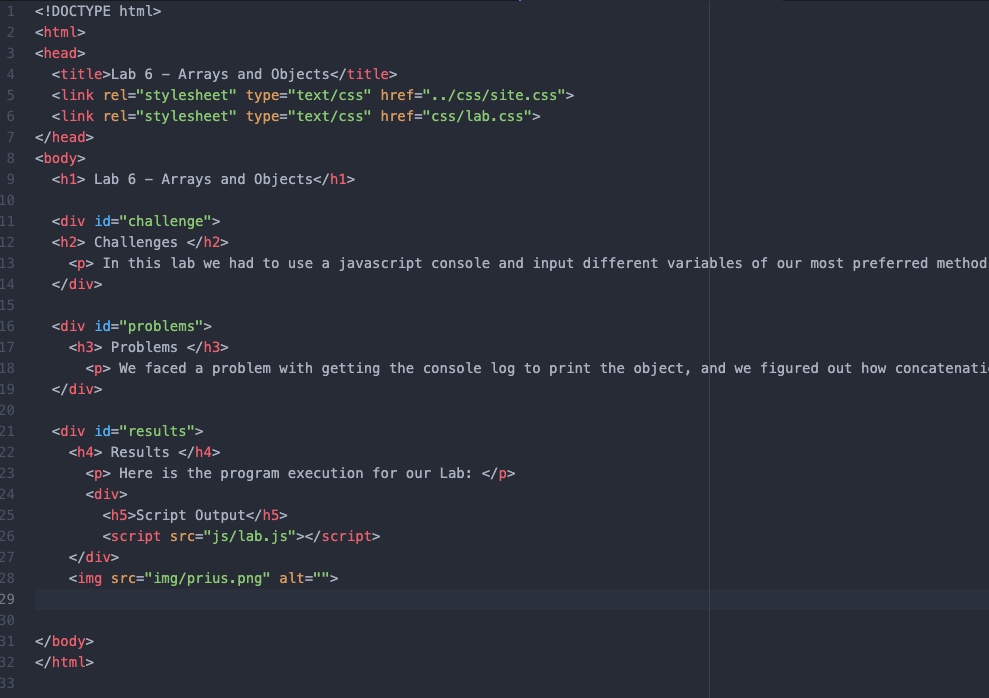 1 <!DOCTYPE html>
2 <html>
3 <head>
4 <title>Lab 6 – Arrays and Objects</title>
5 <link rel="stylesheet" type="text/css" href="../css/site.css">
6 <link rel="stylesheet" type="text/css" href="css/lab.css">
7 </head>
8 <body>
9 <h1> Lab 6 – Arrays and Objects</h1>
10
11 <div id="challenge">
12 <h2> Challenges </h2>
13 <p> In this lab we had to use a javascript console and input different variables of our most preferred method
14 </div>
15
16 <div id="problems">
17 <h3> Problems </h3>
18 <p> We faced a problem with getting the console log to print the object, and we figured out how concatenati
19 </div>
20
21 <div id="results">
22 <h4> Results </h4>
23 <p> Here is the program execution for our Lab: </p>
24 <div>
25 <h5>Script Output</h5>
26 <script src="js/lab.js"></script>
27 </div>
28 <img src="img/prius.png" alt="">
29
30
31 </body>
32 </html>
33